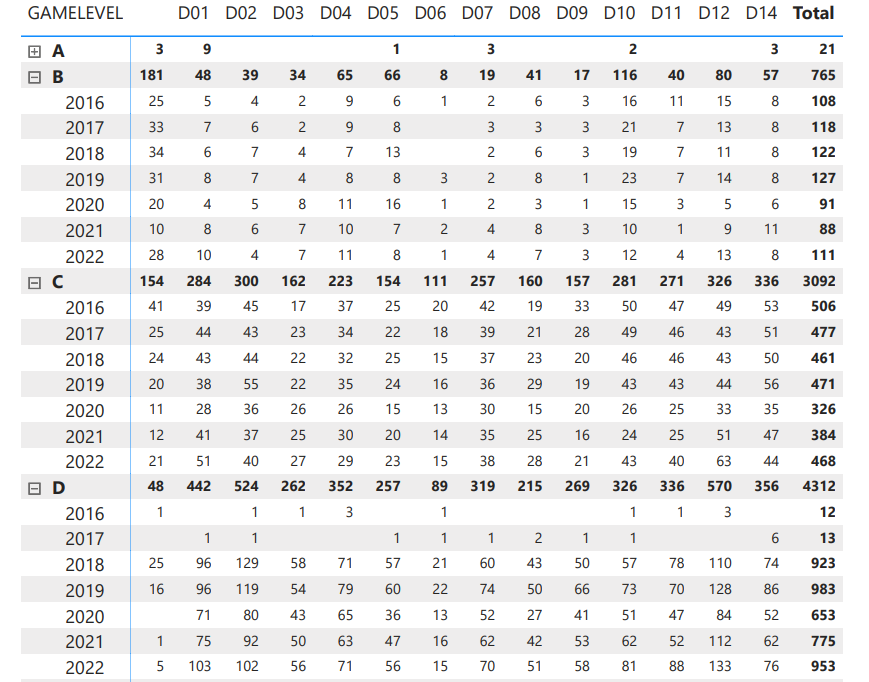 GAMELEVEL D01 D02 D03 D04 D05 D06 D07 D08 D09 D10 D11 D12 D14 Total
A 3 9 1 3 2 3 21
B 181 48 39 34 65 66 8 19 41 17 116 40 80 57 765
2016 25 5 4 2 9 6 1 2 6 3 16 11 15 8 108
2017 33 7 6 2 9 8 3 3 3 21 7 13 8 118
2018 34 6 7 4 7 13 2 6 3 19 7 11 8 122
2019 31 8 7 4 8 8 3 2 8 1 23 7 14 8 127
2020 20 4 5 8 11 16 1 2 3 1 15 3 5 6 91
2021 10 8 6 7 10 7 2 4 8 3 10 1 9 11 88
2022 28 10 4 7 11 8 1 4 7 3 12 4 13 8 111
C 154 284 300 162 223 154 111 257 160 157 281 271 326 336 3092
2016 41 39 45 17 37 25 20 42 19 33 50 47 49 53 506
2017 25 44 43 23 34 22 18 39 21 28 49 46 43 51 477
2018 24 43 44 22 32 25 15 37 23 20 46 46 43 50 461
2019 20 38 55 22 35 24 16 36 29 19 43 43 44 56 471
2020 11 28 36 26 26 15 13 30 15 20 26 25 33 35 326
2021 12 41 37 25 30 20 14 35 25 16 24 25 51 47 384
2022 21 51 40 27 29 23 15 38 28 21 43 40 63 44 468
D 48 442 524 262 352 257 89 319 215 269 326 336 570 356 4312
2016 1 1 1 3 1 1 1 3 12
2017 1 1 1 1 1 2 1 1 6 13
2018 25 96 129 58 71 57 21 60 43 50 57 78 110 74 923
2019 16 96 119 54 79 60 22 74 50 66 73 70 128 86 983
2020 71 80 43 65 36 13 52 27 41 51 47 84 52 653
2021 1 75 92 50 63 47 16 62 42 53 62 52 112 62 775
2022 5 103 102 56 71 56 15 70 51 58 81 88 133 76 953